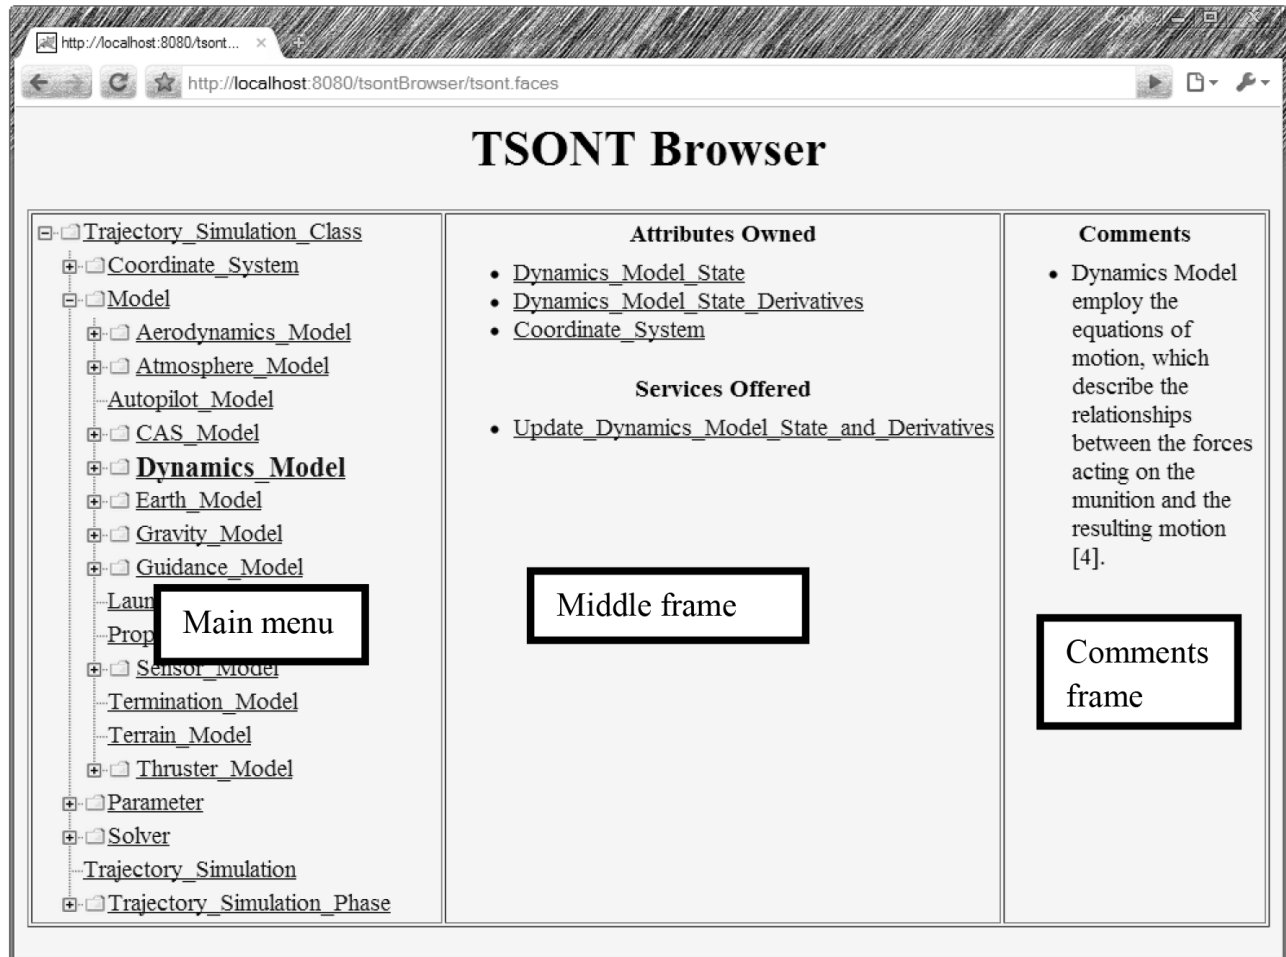 http://localhost:8080/tsont...
http://localhost:8080/tsontBrowser/tsont.faces
TSONT Browser
Trajectory_Simulation_Class
Coordinate_System
Model
Aerodynamics_Model
Atmosphere_Model
Autopilot_Model
CAS_Model
Dynamics_Model
Earth_Model
Gravity_Model
Guidance_Model
Laun
Prop
Sensor_Model
Termination_Model
Terrain_Model
Thruster_Model
Parameter
Solver
Trajectory_Simulation
Trajectory_Simulation_Phase
Main menu
Attributes Owned
• Dynamics_Model_State
• Dynamics_Model_State_Derivatives
• Coordinate_System
Services Offered
• Update_Dynamics_Model_State_and_Derivatives
Middle frame
Comments
• Dynamics Model
employ the
equations of
motion, which
describe the
relationships
between the forces
acting on the
munition and the
resulting motion
[4].
Comments
frame